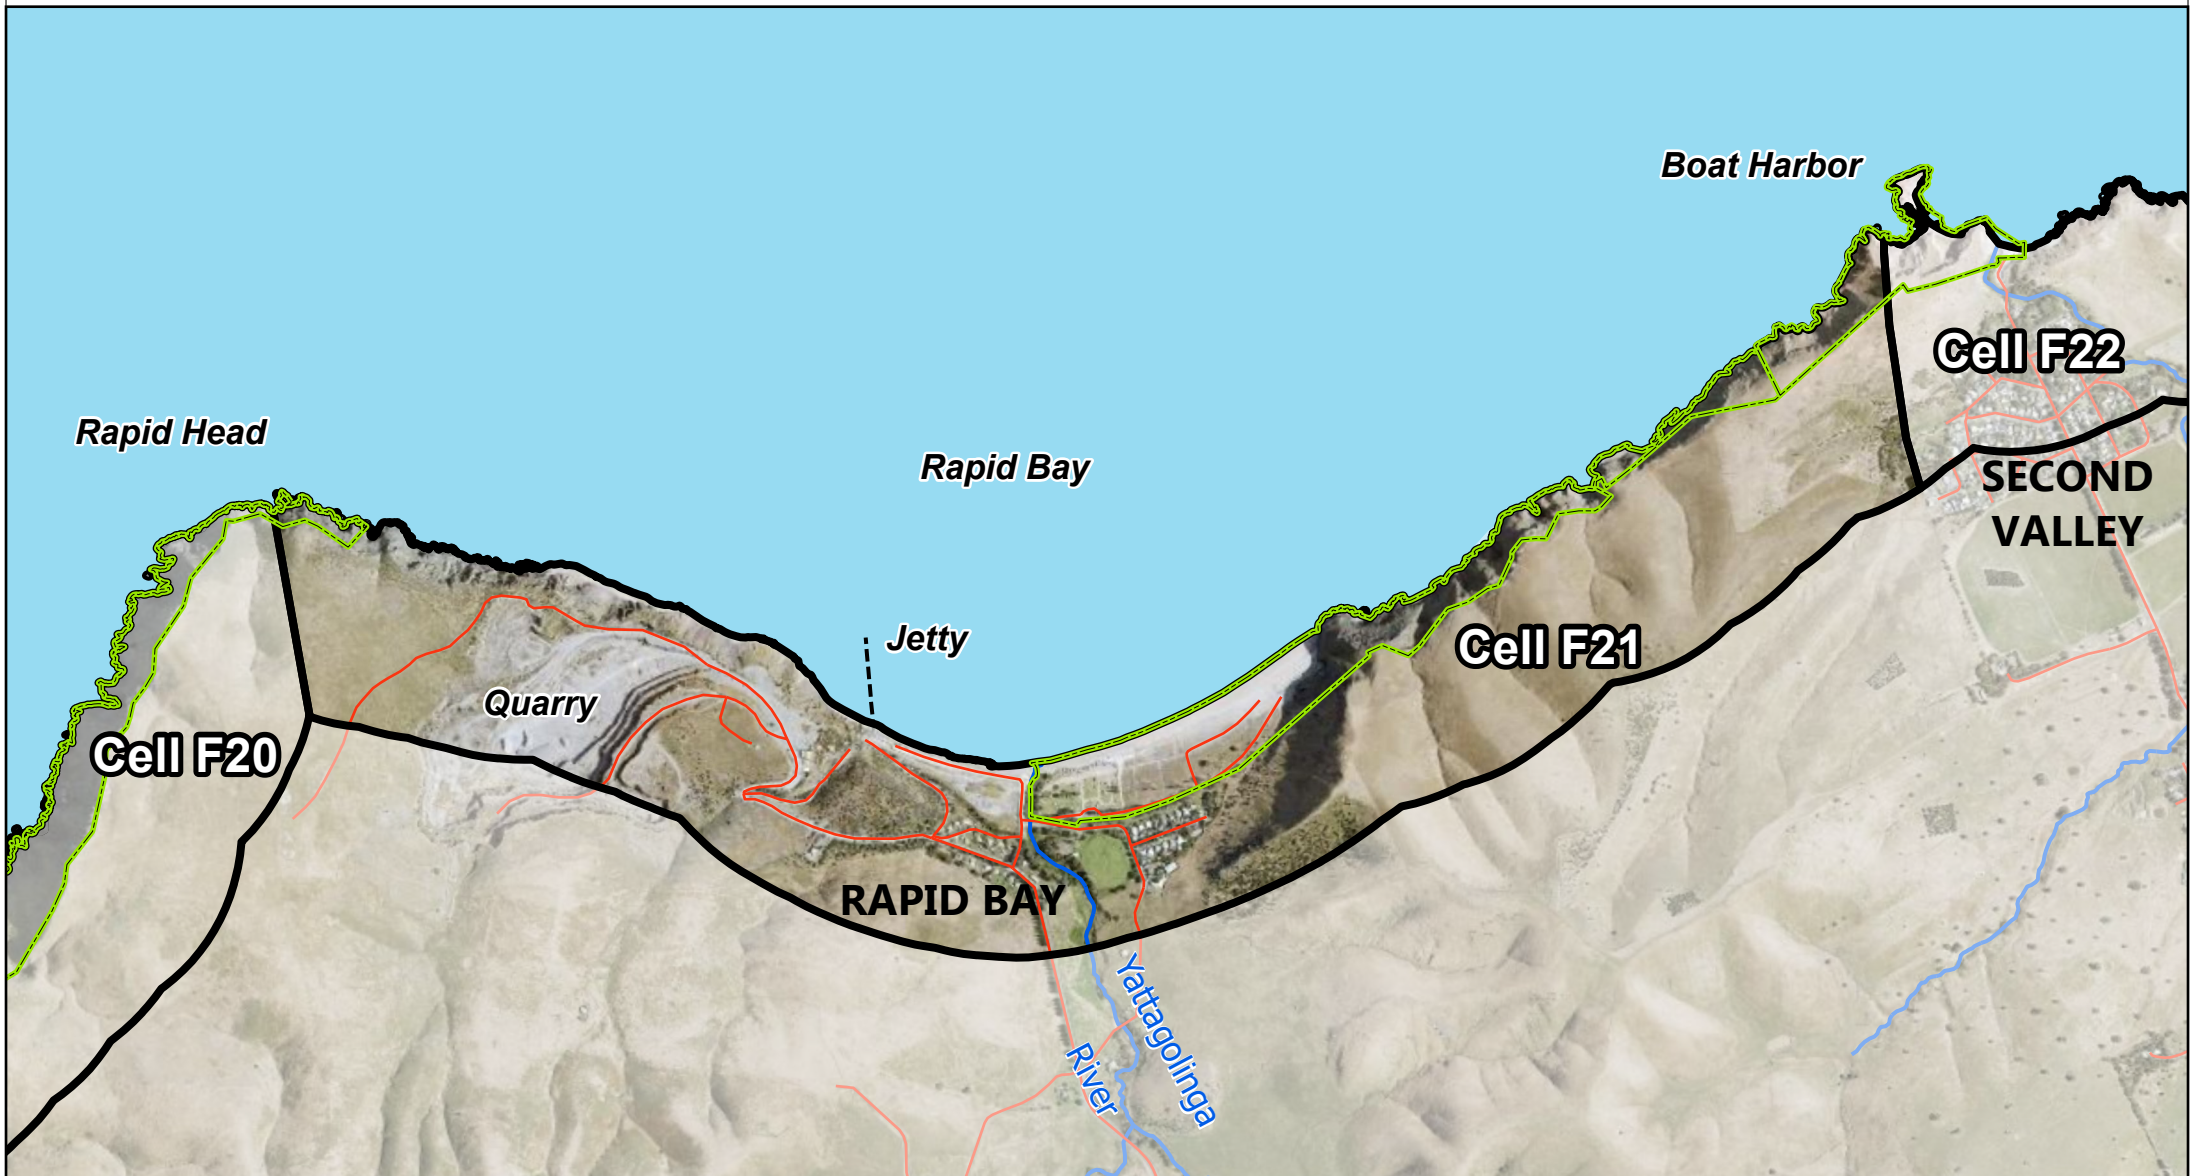 Boat Harbor
Cell F22
Rapid Head
Rapid Bay
SECOND
VALLEY
Jetty
Cell F21
Quarry
Cell F20
RAPID BAY
Yattagolinga
River